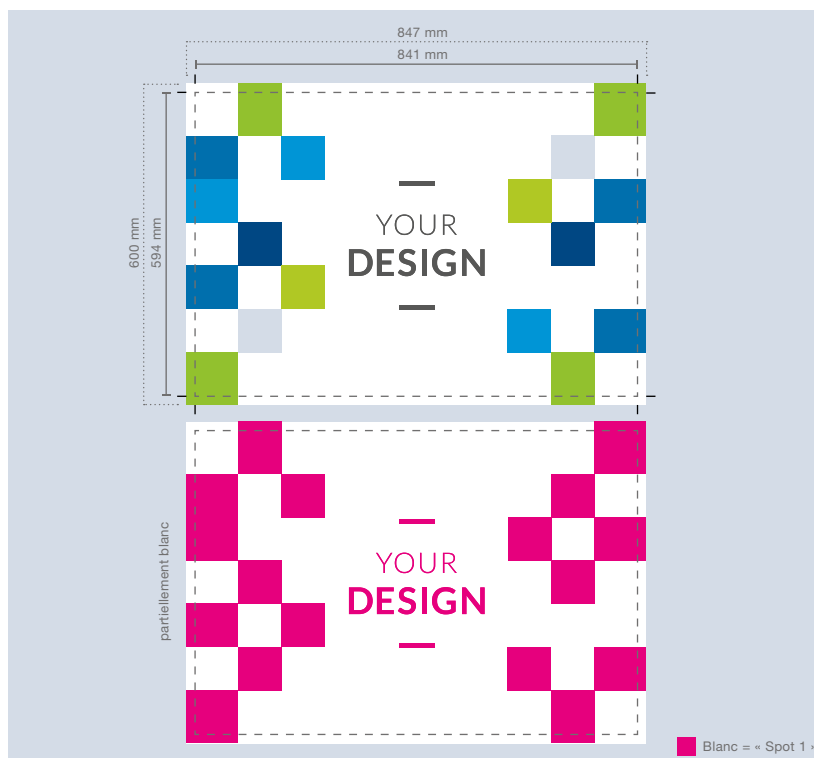 847 mm
841 mm
600 mm
594 mm
YOUR
DESIGN
partiellement blanc
YOUR
DESIGN
Blanc = « Spot 1 »